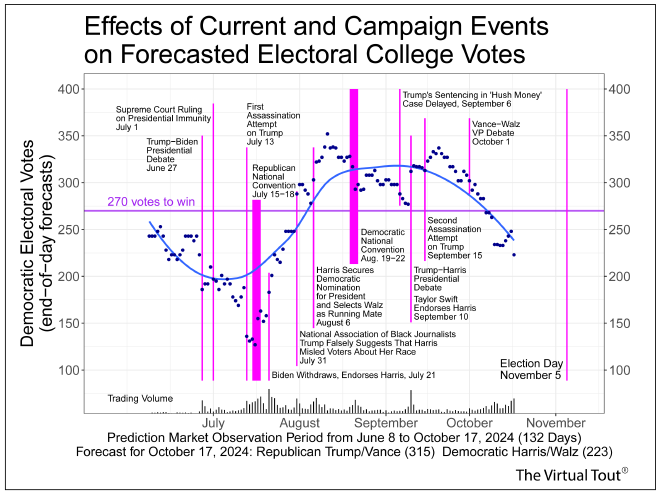 Effects of Current and Campaign Events
on Forecasted Electoral College Votes
Democratic Electoral Votes
(end−of−day forecasts)
400
350
300
250
200
150
100
400
350
300
250
200
150
100
Supreme Court Ruling
on Presidential Immunity
July 1
Trump−Biden
Presidential
Debate
June 27
First
Assassination
Attempt
on Trump
July 13
Republican
National
Convention
July 15−18
Trump's Sentencing in 'Hush Money'
Case Delayed, September 6
Vance−Walz
VP Debate
October 1
270 votes to win
Democratic
National
Convention
Aug. 19−22
Second
Assassination
Attempt
on Trump
September 15
Harris Secures
Democratic
Nomination
for President
and Selects Walz
as Running Mate
August 6
Trump−Harris
Presidential
Debate
Taylor Swift
Endorses Harris
September 10
National Association of Black Journalists
Trump Falsely Suggests That Harris
Misled Voters About Her Race
July 31
Biden Withdraws, Endorses Harris, July 21
Election Day
November 5
Trading Volume
July
August
September
October
November
Prediction Market Observation Period from June 8 to October 17, 2024 (132 Days)
Forecast for October 17, 2024: Republican Trump/Vance (315) Democratic Harris/Walz (223)
The Virtual Tout®